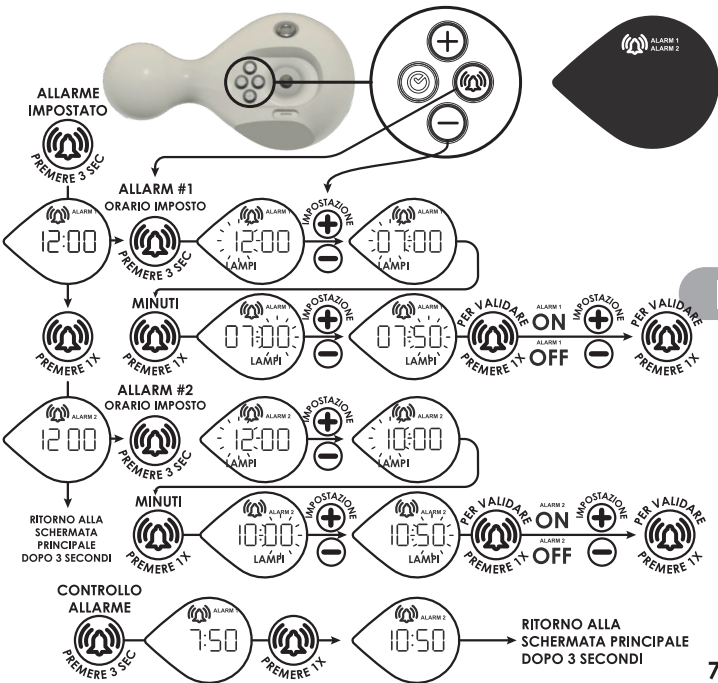 ALARM 1
ALARM 2
ALLARME
IMPOSTATO
PREMERE 3 SEC
ALLARM #1
ORARIO IMPOSTO
ALARM 1
12:00
PREMERE 3 SEC
ALARM 1
12:00
LAMPI
IMPOSTAZIONE
ALARM 1
07:00
LAMPI
PREMERE 1X
MINUTI
PREMERE 1X
ALARM 1
07:00
LAMPI
IMPOSTAZIONE
ALARM 1
07:50
LAMPI
PER VALIDARE
PREMERE 1X
ALARM 1
ON
ALARM 1
OFF
IMPOSTAZIONE
PER VALIDARE
PREMERE 1X
ALLARM #2
ORARIO IMPOSTO
ALARM 2
12 00
PREMERE 3 SEC
ALARM 2
12:00
LAMPI
IMPOSTAZIONE
ALARM 2
10:00
LAMPI
RITORNO ALLA
SCHERMATA
PRINCIPALE
DOPO 3 SECONDI
MINUTI
PREMERE 1X
ALARM 2
10:00
LAMPI
IMPOSTAZIONE
ALARM 2
10:50
LAMPI
PER VALIDARE
PREMERE 1X
ALARM 2
ON
ALARM 2
OFF
IMPOSTAZIONE
PER VALIDARE
PREMERE 1X
CONTROLLO
ALLARME
PREMERE 3 SEC
ALARM 1
7:50
PREMERE 1X
ALARM 2
10:50
RITORNO ALLA
SCHERMATA PRINCIPALE
DOPO 3 SECONDI
7